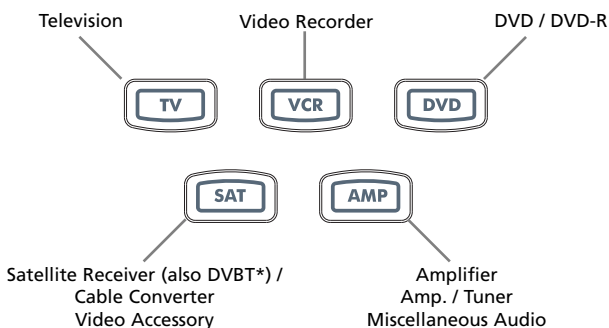 Television
Video Recorder
DVD / DVD-R
TV
VCR
DVD
SAT
AMP
Satellite Receiver (also DVBT*) /
Cable Converter
Video Accessory
Amplifier
Amp. / Tuner
Miscellaneous Audio